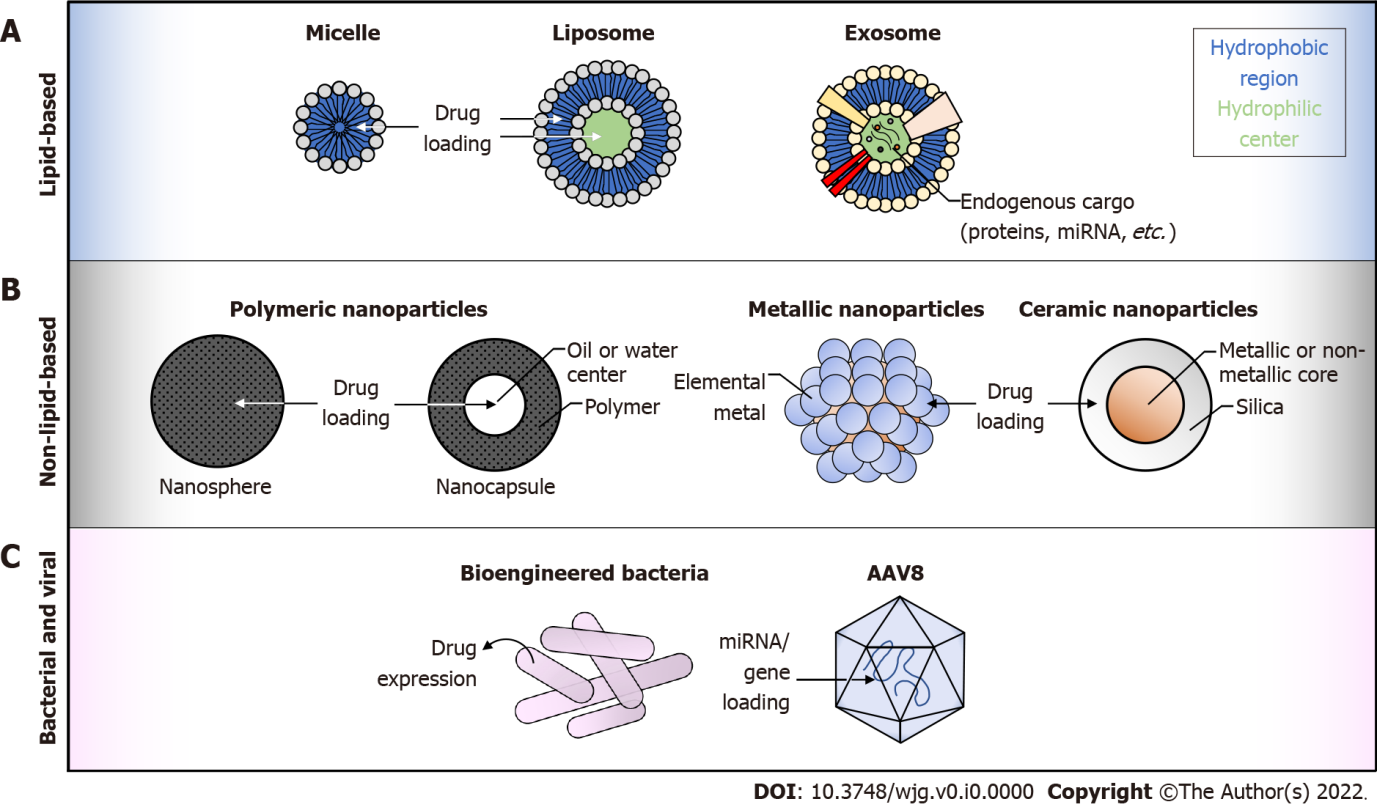 A
Lipid-based
Micelle
Liposome
Exosome
Drug
loading
Hydrophobic
region
Hydrophilic
center
Endogenous cargo
(proteins, miRNA, etc.)
B
Non-lipid-based
Polymeric nanoparticles
Metallic nanoparticles
Ceramic nanoparticles
Drug
loading
Oil or water
center
Polymer
Nanosphere
Nanocapsule
Elemental
metal
Drug
loading
Metallic or non-
metallic core
Silica
C
Bacterial and viral
Bioengineered bacteria
AAV8
Drug
expression
miRNA/
gene
loading
DOI: 10.3748/wjg.v0.i0.0000 Copyright ©The Author(s) 2022.